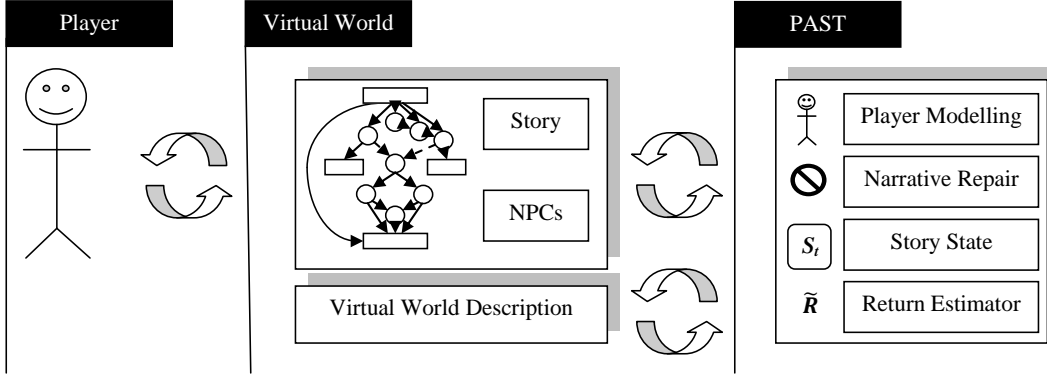 Player
Virtual World
PAST
Story
NPCs
Virtual World Description
Player Modelling
Narrative Repair
Sₜ Story State
R̃ Return Estimator